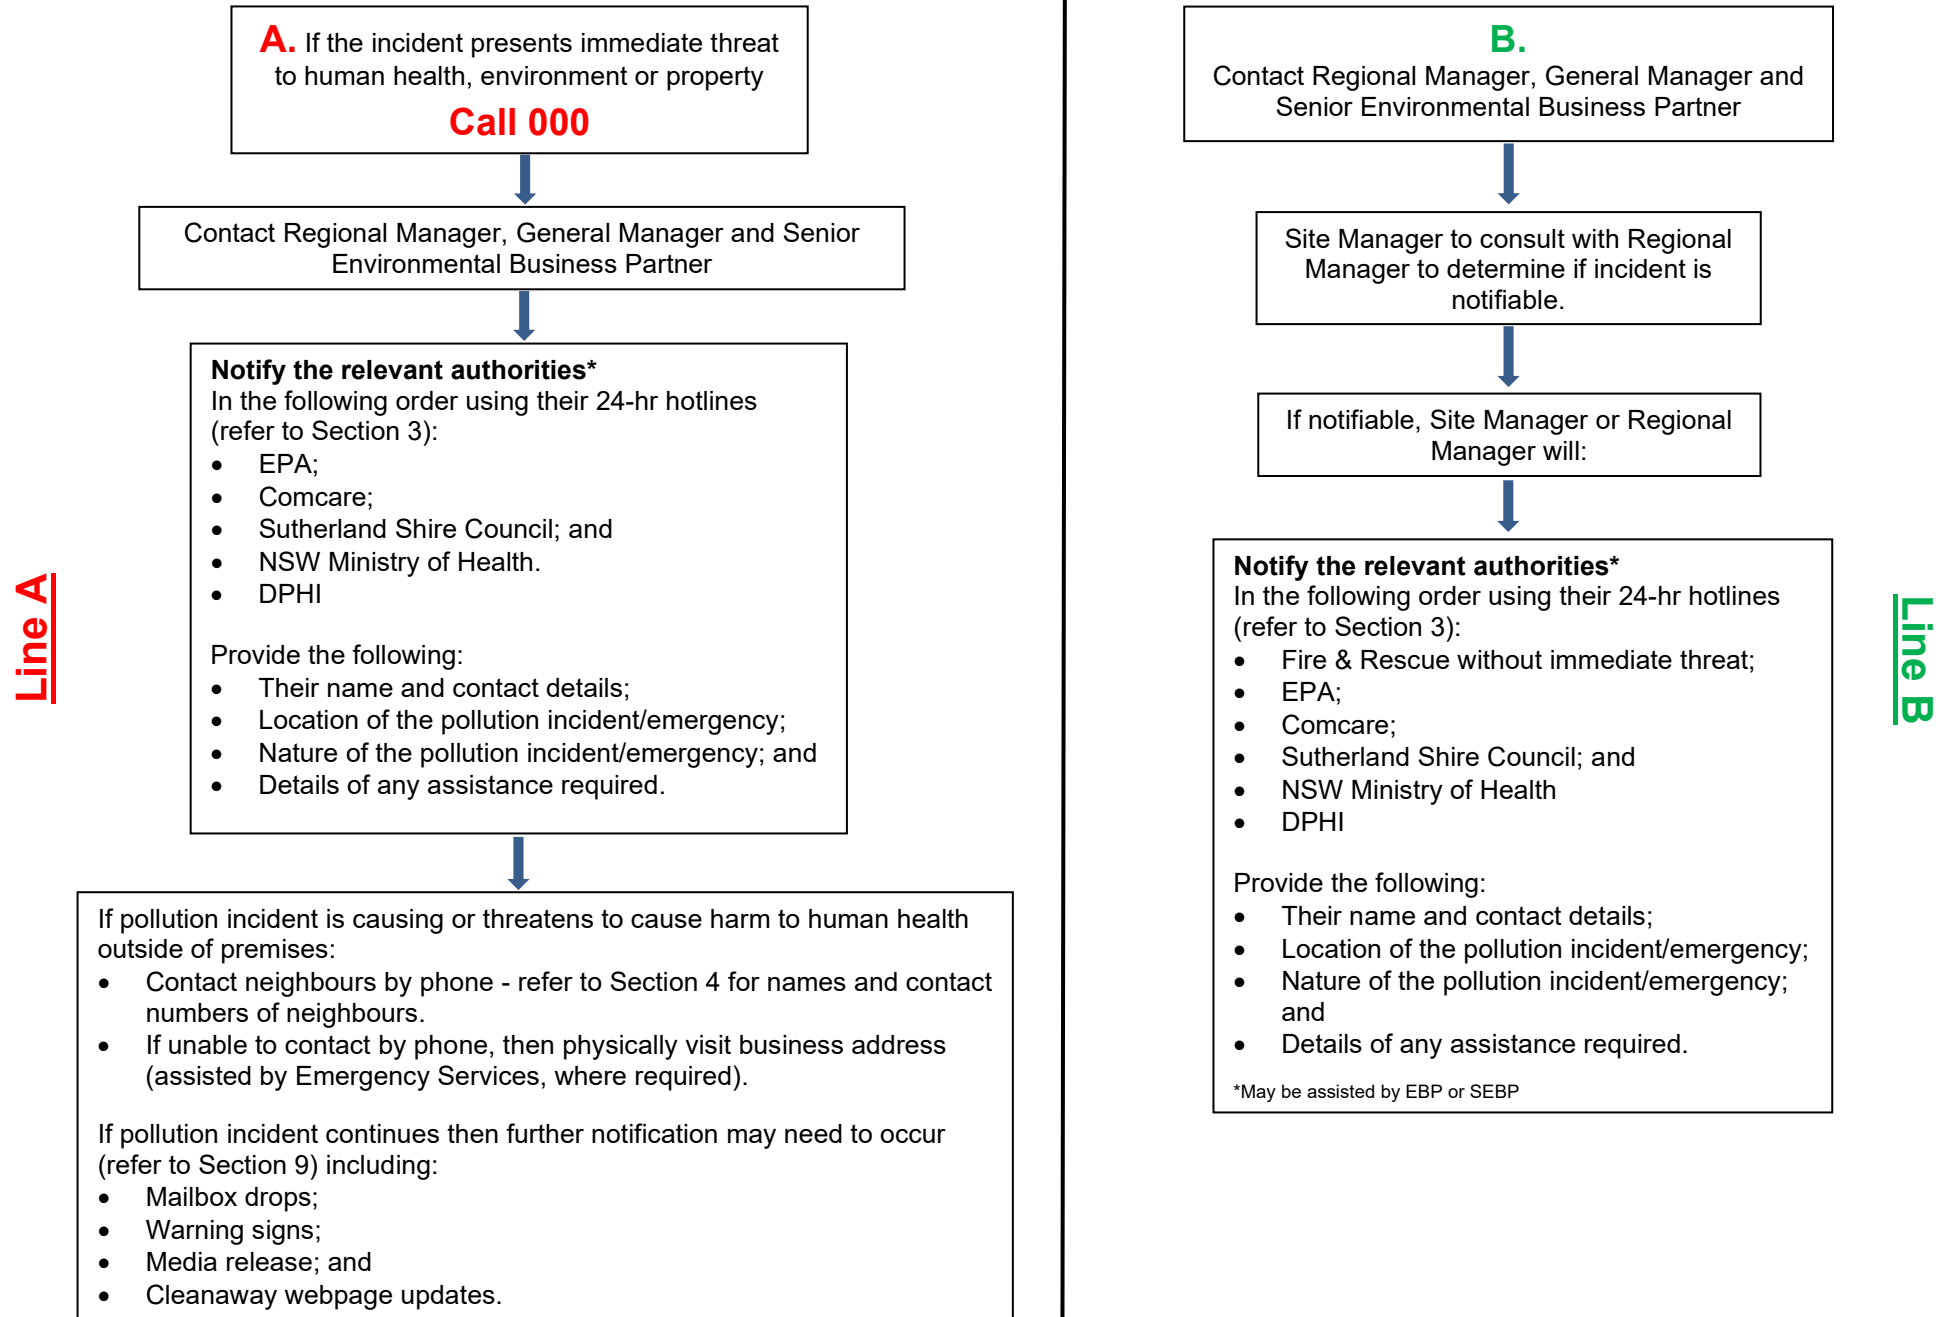 A. If the incident presents immediate threat
to human health, environment or property
Call 000
Contact Regional Manager, General Manager and Senior
Environmental Business Partner
Notify the relevant authorities*
In the following order using their 24-hr hotlines
(refer to Section 3):
• EPA;
• Comcare;
• Sutherland Shire Council; and
• NSW Ministry of Health.
• DPHI
Provide the following:
• Their name and contact details;
• Location of the pollution incident/emergency;
• Nature of the pollution incident/emergency; and
• Details of any assistance required.
If pollution incident is causing or threatens to cause harm to human health
outside of premises:
• Contact neighbours by phone - refer to Section 4 for names and contact
numbers of neighbours.
• If unable to contact by phone, then physically visit business address
(assisted by Emergency Services, where required).
If pollution incident continues then further notification may need to occur
(refer to Section 9) including:
• Mailbox drops;
• Warning signs;
• Media release; and
• Cleanaway webpage updates.
Line A
B.
Contact Regional Manager, General Manager and
Senior Environmental Business Partner
Site Manager to consult with Regional
Manager to determine if incident is
notifiable.
If notifiable, Site Manager or Regional
Manager will:
Notify the relevant authorities*
In the following order using their 24-hr hotlines
(refer to Section 3):
• Fire & Rescue without immediate threat;
• EPA;
• Comcare;
• Sutherland Shire Council; and
• NSW Ministry of Health
• DPHI
Provide the following:
• Their name and contact details;
• Location of the pollution incident/emergency;
• Nature of the pollution incident/emergency;
and
• Details of any assistance required.
*May be assisted by EBP or SEBP
Line B